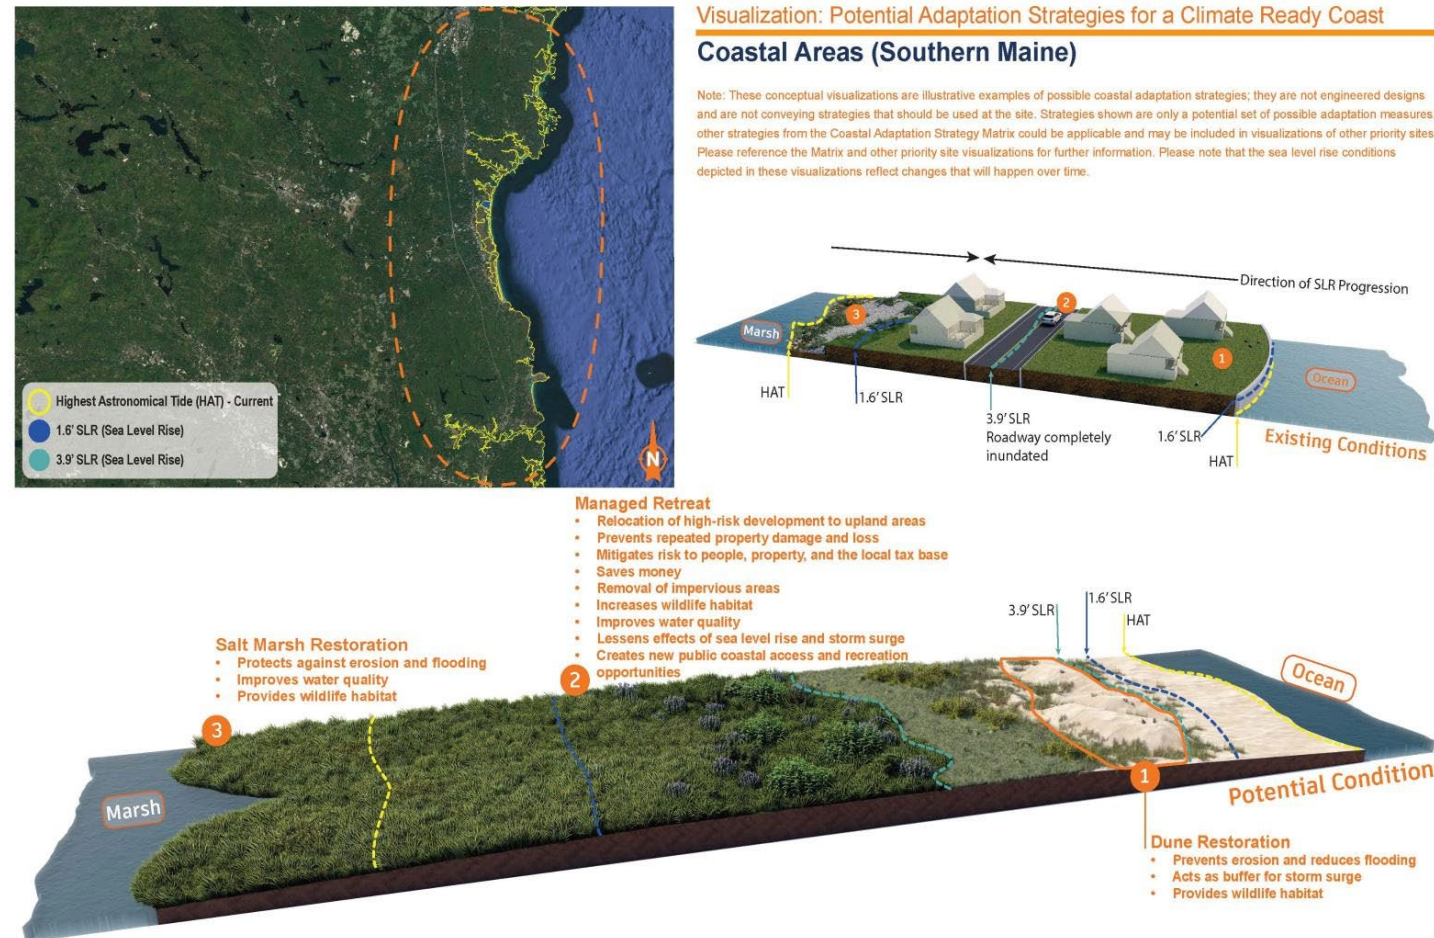 Visualization: Potential Adaptation Strategies for a Climate Ready Coast
Coastal Areas (Southern Maine)
Note: These conceptual visualizations are illustrative examples of possible coastal adaptation strategies; they are not engineered designs
and are not conveying strategies that should be used at the site. Strategies shown are only a potential set of possible adaptation measures
other strategies from the Coastal Adaptation Strategy Matrix could be applicable and may be included in visualizations of other priority sites
Please reference the Matrix and other priority site visualizations for further information. Please note that the sea level rise conditions
depicted in these visualizations reflect changes that will happen over time.
Highest Astronomical Tide (HAT) - Current
1.6' SLR (Sea Level Rise)
3.9' SLR (Sea Level Rise)
N
Direction of SLR Progression
Marsh
3
2
1
Ocean
HAT
1.6' SLR
3.9' SLR
Roadway completely
inundated
1.6' SLR
HAT
Existing Conditions
Managed Retreat
• Relocation of high-risk development to upland areas
• Prevents repeated property damage and loss
• Mitigates risk to people, property, and the local tax base
• Saves money
• Removal of impervious areas
• Increases wildlife habitat
• Improves water quality
• Lessens effects of sea level rise and storm surge
• Creates new public coastal access and recreation
opportunities
Salt Marsh Restoration
• Protects against erosion and flooding
• Improves water quality
• Provides wildlife habitat
3
2
3.9' SLR
1.6' SLR
HAT
Ocean
Marsh
1
Potential Condition
Dune Restoration
• Prevents erosion and reduces flooding
• Acts as buffer for storm surge
• Provides wildlife habitat